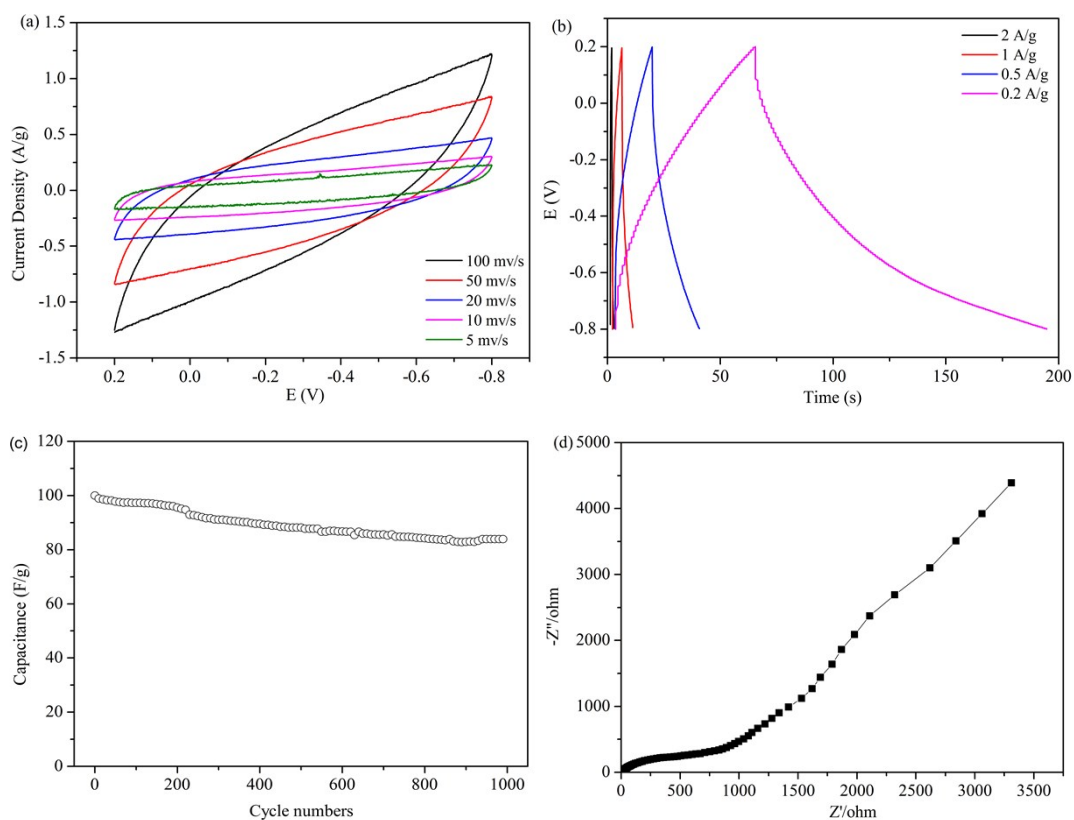 (a)
Current Density (A/g)
1.5
1.0
0.5
0.0
-0.5
-1.0
-1.5
100 mv/s
50 mv/s
20 mv/s
10 mv/s
5 mv/s
0.2 0.0 -0.2 -0.4 -0.6 -0.8
E (V)
(b)
E (V)
0.2
0.0
-0.2
-0.4
-0.6
-0.8
2 A/g
1 A/g
0.5 A/g
0.2 A/g
0 50 100 150 200
Time (s)
(c)
Capacitance (F/g)
120
100
80
60
40
20
0
0 200 400 600 800 1000
Cycle numbers
(d)
-Z''/ohm
5000
4000
3000
2000
1000
0
0 500 1000 1500 2000 2500 3000 3500
Z'/ohm